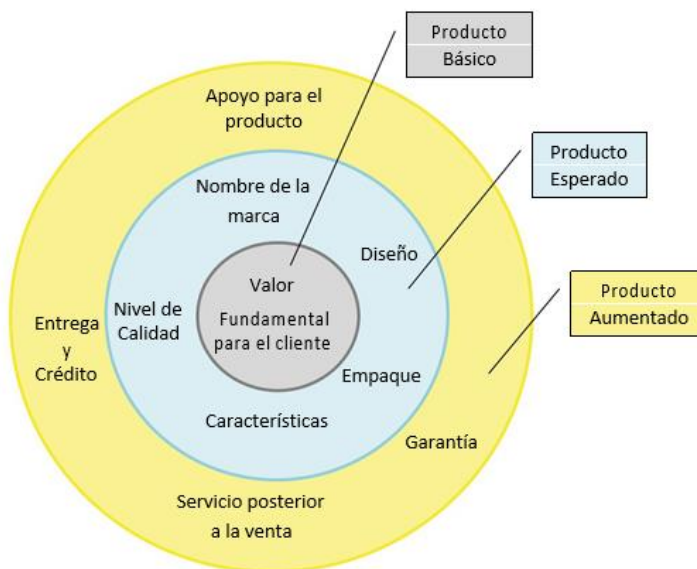 Producto
Básico
Apoyo para el
producto
Producto
Esperado
Nombre de la
marca
Diseño
Valor
Fundamental
para el cliente
Nivel de
Calidad
Producto
Aumentado
Entrega
y
Crédito
Empaque
Características
Garantía
Servicio posterior
a la venta